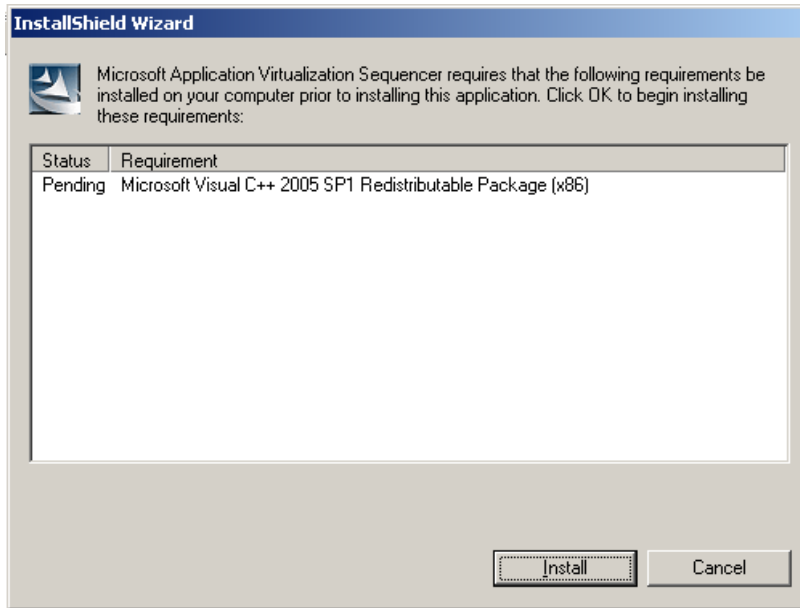 InstallShield Wizard
Microsoft Application Virtualization Sequencer requires that the following requirements be
installed on your computer prior to installing this application. Click OK to begin installing
these requirements:
Status Requirement
Pending Microsoft Visual C++ 2005 SP1 Redistributable Package (x86)
Install Cancel